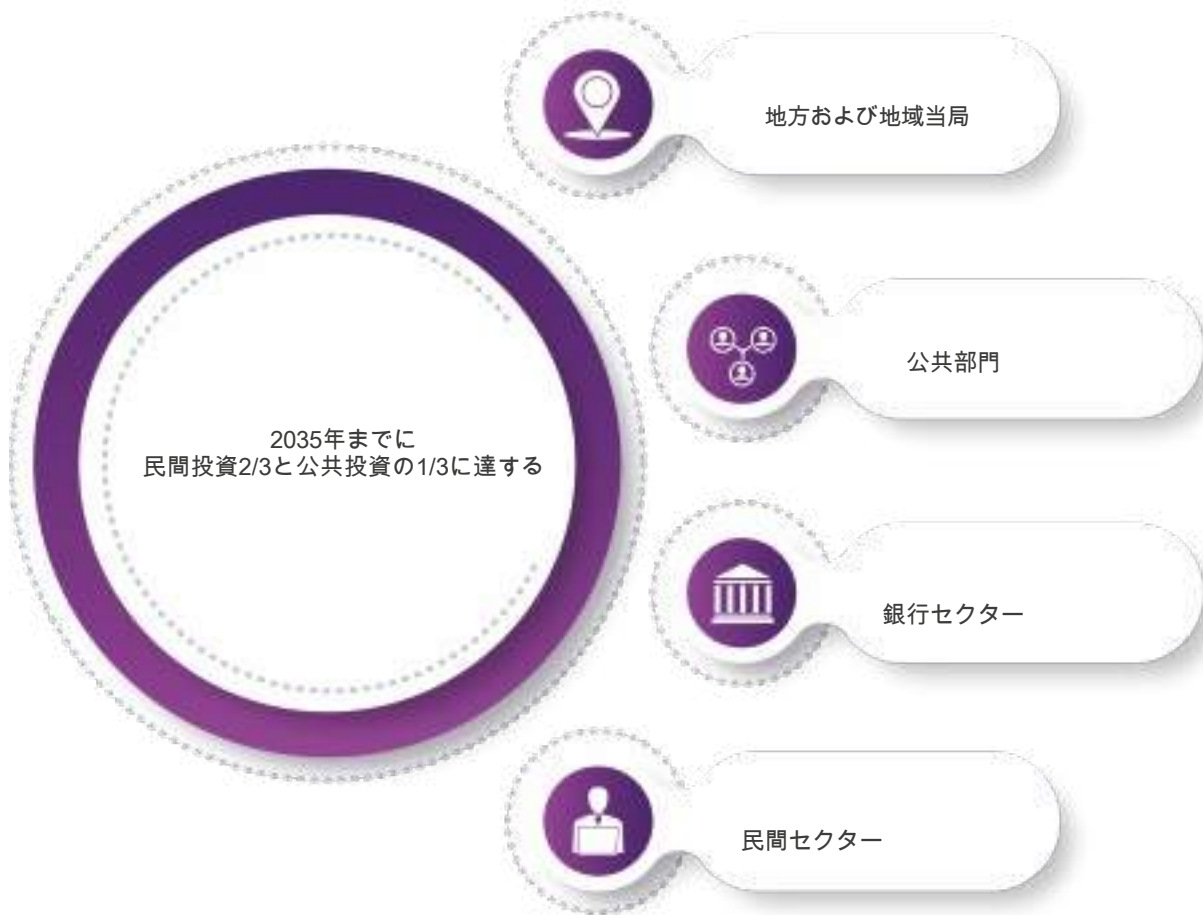 2035年までに
民間投資2/3と公共投資の1/3に達する
地方および地域当局
公共部門
銀行セクター
民間セクター